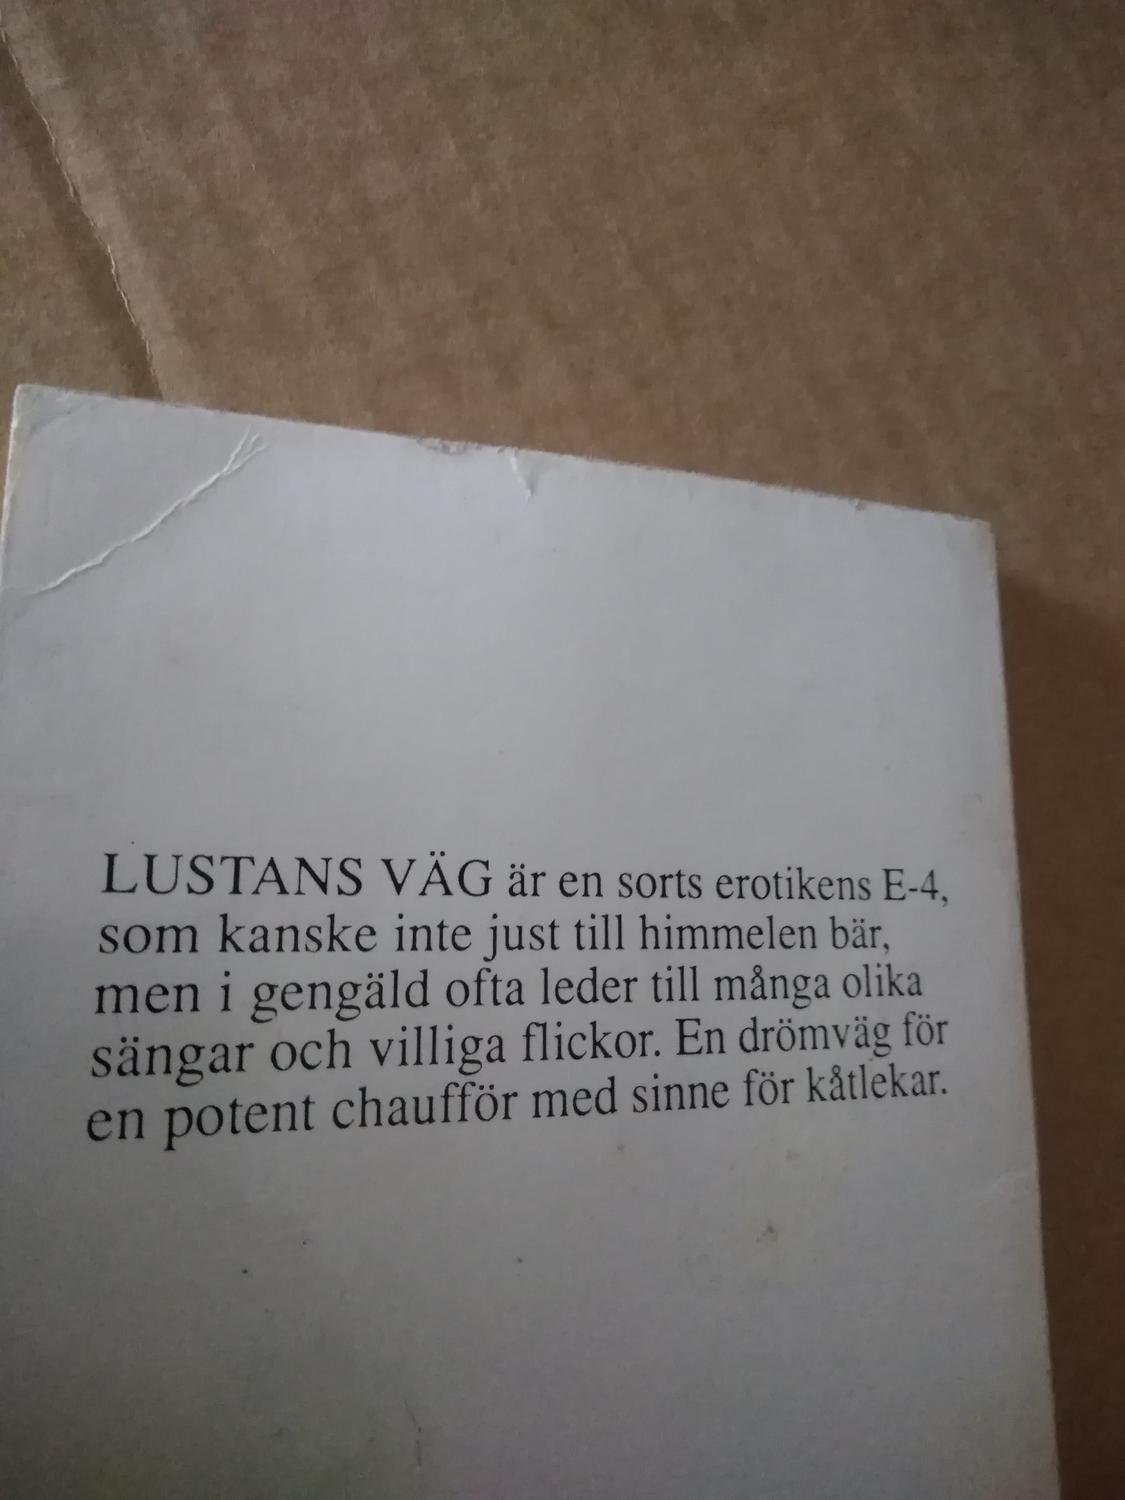 LUSTANS VÄG är en sorts erotikens E-4,
som kanske inte just till himmelen bär,
men i gengäld ofta leder till många olika
sängar och villiga flickor. En drömväg för
en potent chaufför med sinne för kåtlekar.